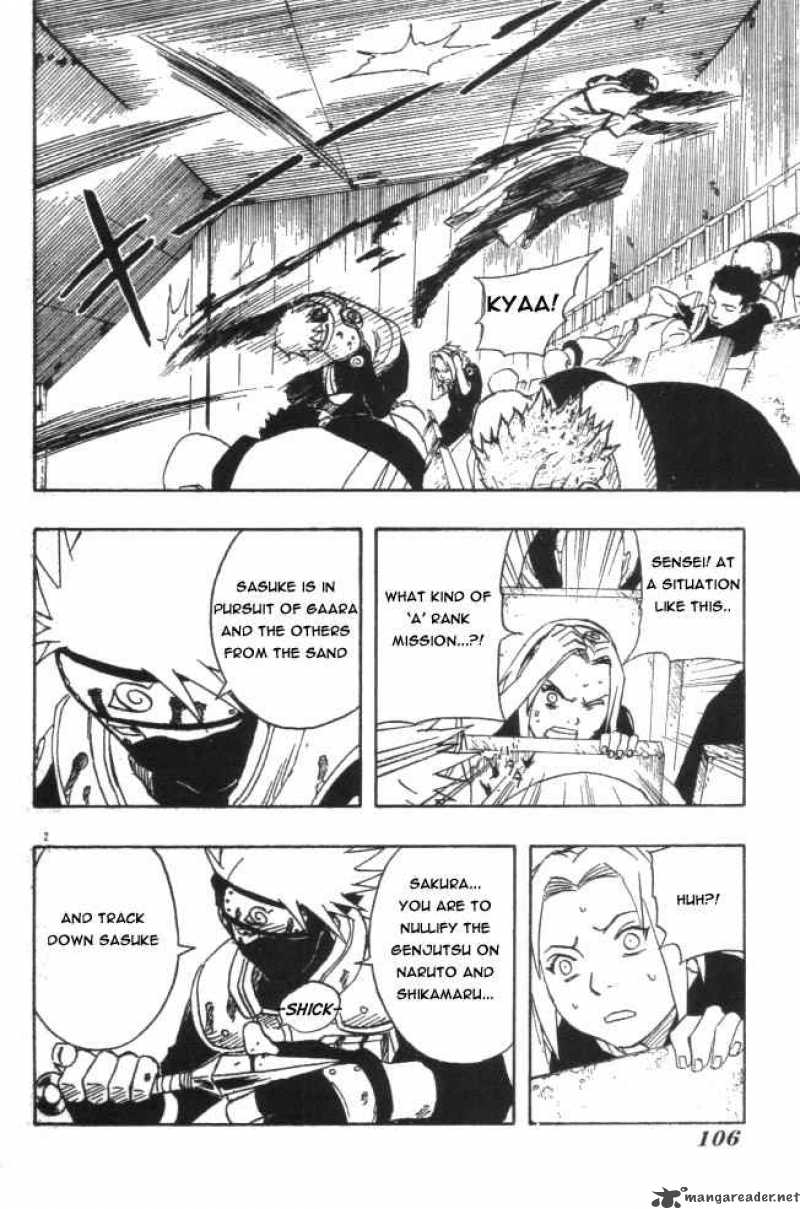 KYAA!
SENSEI! AT
A SITUATION
LIKE THIS..
WHAT KIND OF
'A' RANK
MISSION...?!
SASUKE IS IN
PURSUIT OF GAARA
AND THE OTHERS
FROM THE SAND
HUH?!
SAKURA...
YOU ARE TO
NULLIFY THE
GENJUTSU ON
NARUTO AND
SHIKAMARU...
-SHICK-
AND TRACK
DOWN SASUKE
2
106
mangareader.net